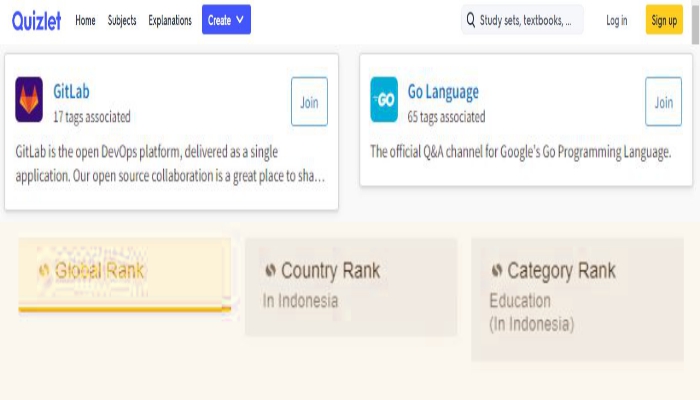 Quizlet Home Subjects Explanations Create Study sets, textbooks, ... Log in Sign up
GitLab
17 tags associated
Join
GitLab is the open DevOps platform, delivered as a single
application. Our open source collaboration is a great place to sha...
GO
Go Language
65 tags associated
Join
The official Q&A channel for Google's Go Programming Language.
Global Rank
Country Rank
In Indonesia
Category Rank
Education
(In Indonesia)